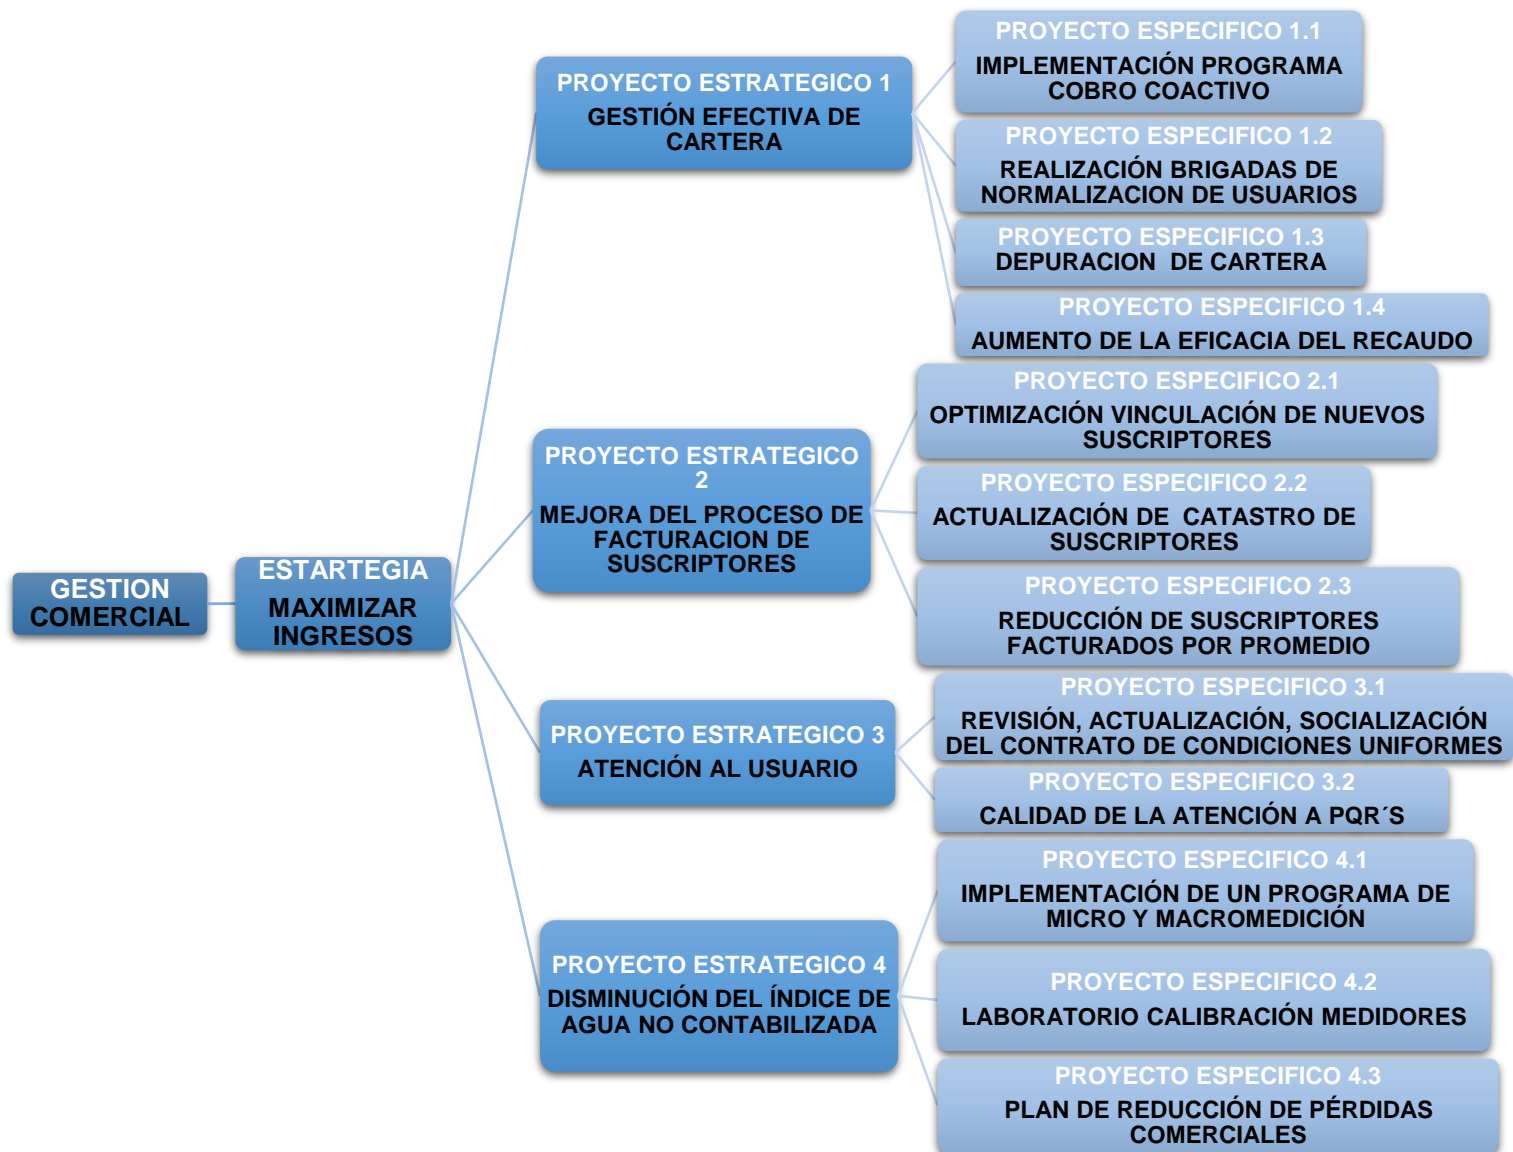 GESTION
COMERCIAL
ESTARTEGIA
MAXIMIZAR
INGRESOS
PROYECTO ESTRATEGICO 1
GESTIÓN EFECTIVA DE
CARTERA
PROYECTO ESPECIFICO 1.1
IMPLEMENTACIÓN PROGRAMA
COBRO COACTIVO
PROYECTO ESPECIFICO 1.2
REALIZACIÓN BRIGADAS DE
NORMALIZACION DE USUARIOS
PROYECTO ESPECIFICO 1.3
DEPURACION DE CARTERA
PROYECTO ESPECIFICO 1.4
AUMENTO DE LA EFICACIA DEL RECAUDO
PROYECTO ESTRATEGICO
2
MEJORA DEL PROCESO DE
FACTURACION DE
SUSCRIPTORES
PROYECTO ESPECIFICO 2.1
OPTIMIZACIÓN VINCULACIÓN DE NUEVOS
SUSCRIPTORES
PROYECTO ESPECIFICO 2.2
ACTUALIZACIÓN DE CATASTRO DE
SUSCRIPTORES
PROYECTO ESPECIFICO 2.3
REDUCCIÓN DE SUSCRIPTORES
FACTURADOS POR PROMEDIO
PROYECTO ESTRATEGICO 3
ATENCIÓN AL USUARIO
PROYECTO ESPECIFICO 3.1
REVISIÓN, ACTUALIZACIÓN, SOCIALIZACIÓN
DEL CONTRATO DE CONDICIONES UNIFORMES
PROYECTO ESPECIFICO 3.2
CALIDAD DE LA ATENCIÓN A PQR´S
PROYECTO ESTRATEGICO 4
DISMINUCIÓN DEL ÍNDICE DE
AGUA NO CONTABILIZADA
PROYECTO ESPECIFICO 4.1
IMPLEMENTACIÓN DE UN PROGRAMA DE
MICRO Y MACROMEDICIÓN
PROYECTO ESPECIFICO 4.2
LABORATORIO CALIBRACIÓN MEDIDORES
PROYECTO ESPECIFICO 4.3
PLAN DE REDUCCIÓN DE PÉRDIDAS
COMERCIALES